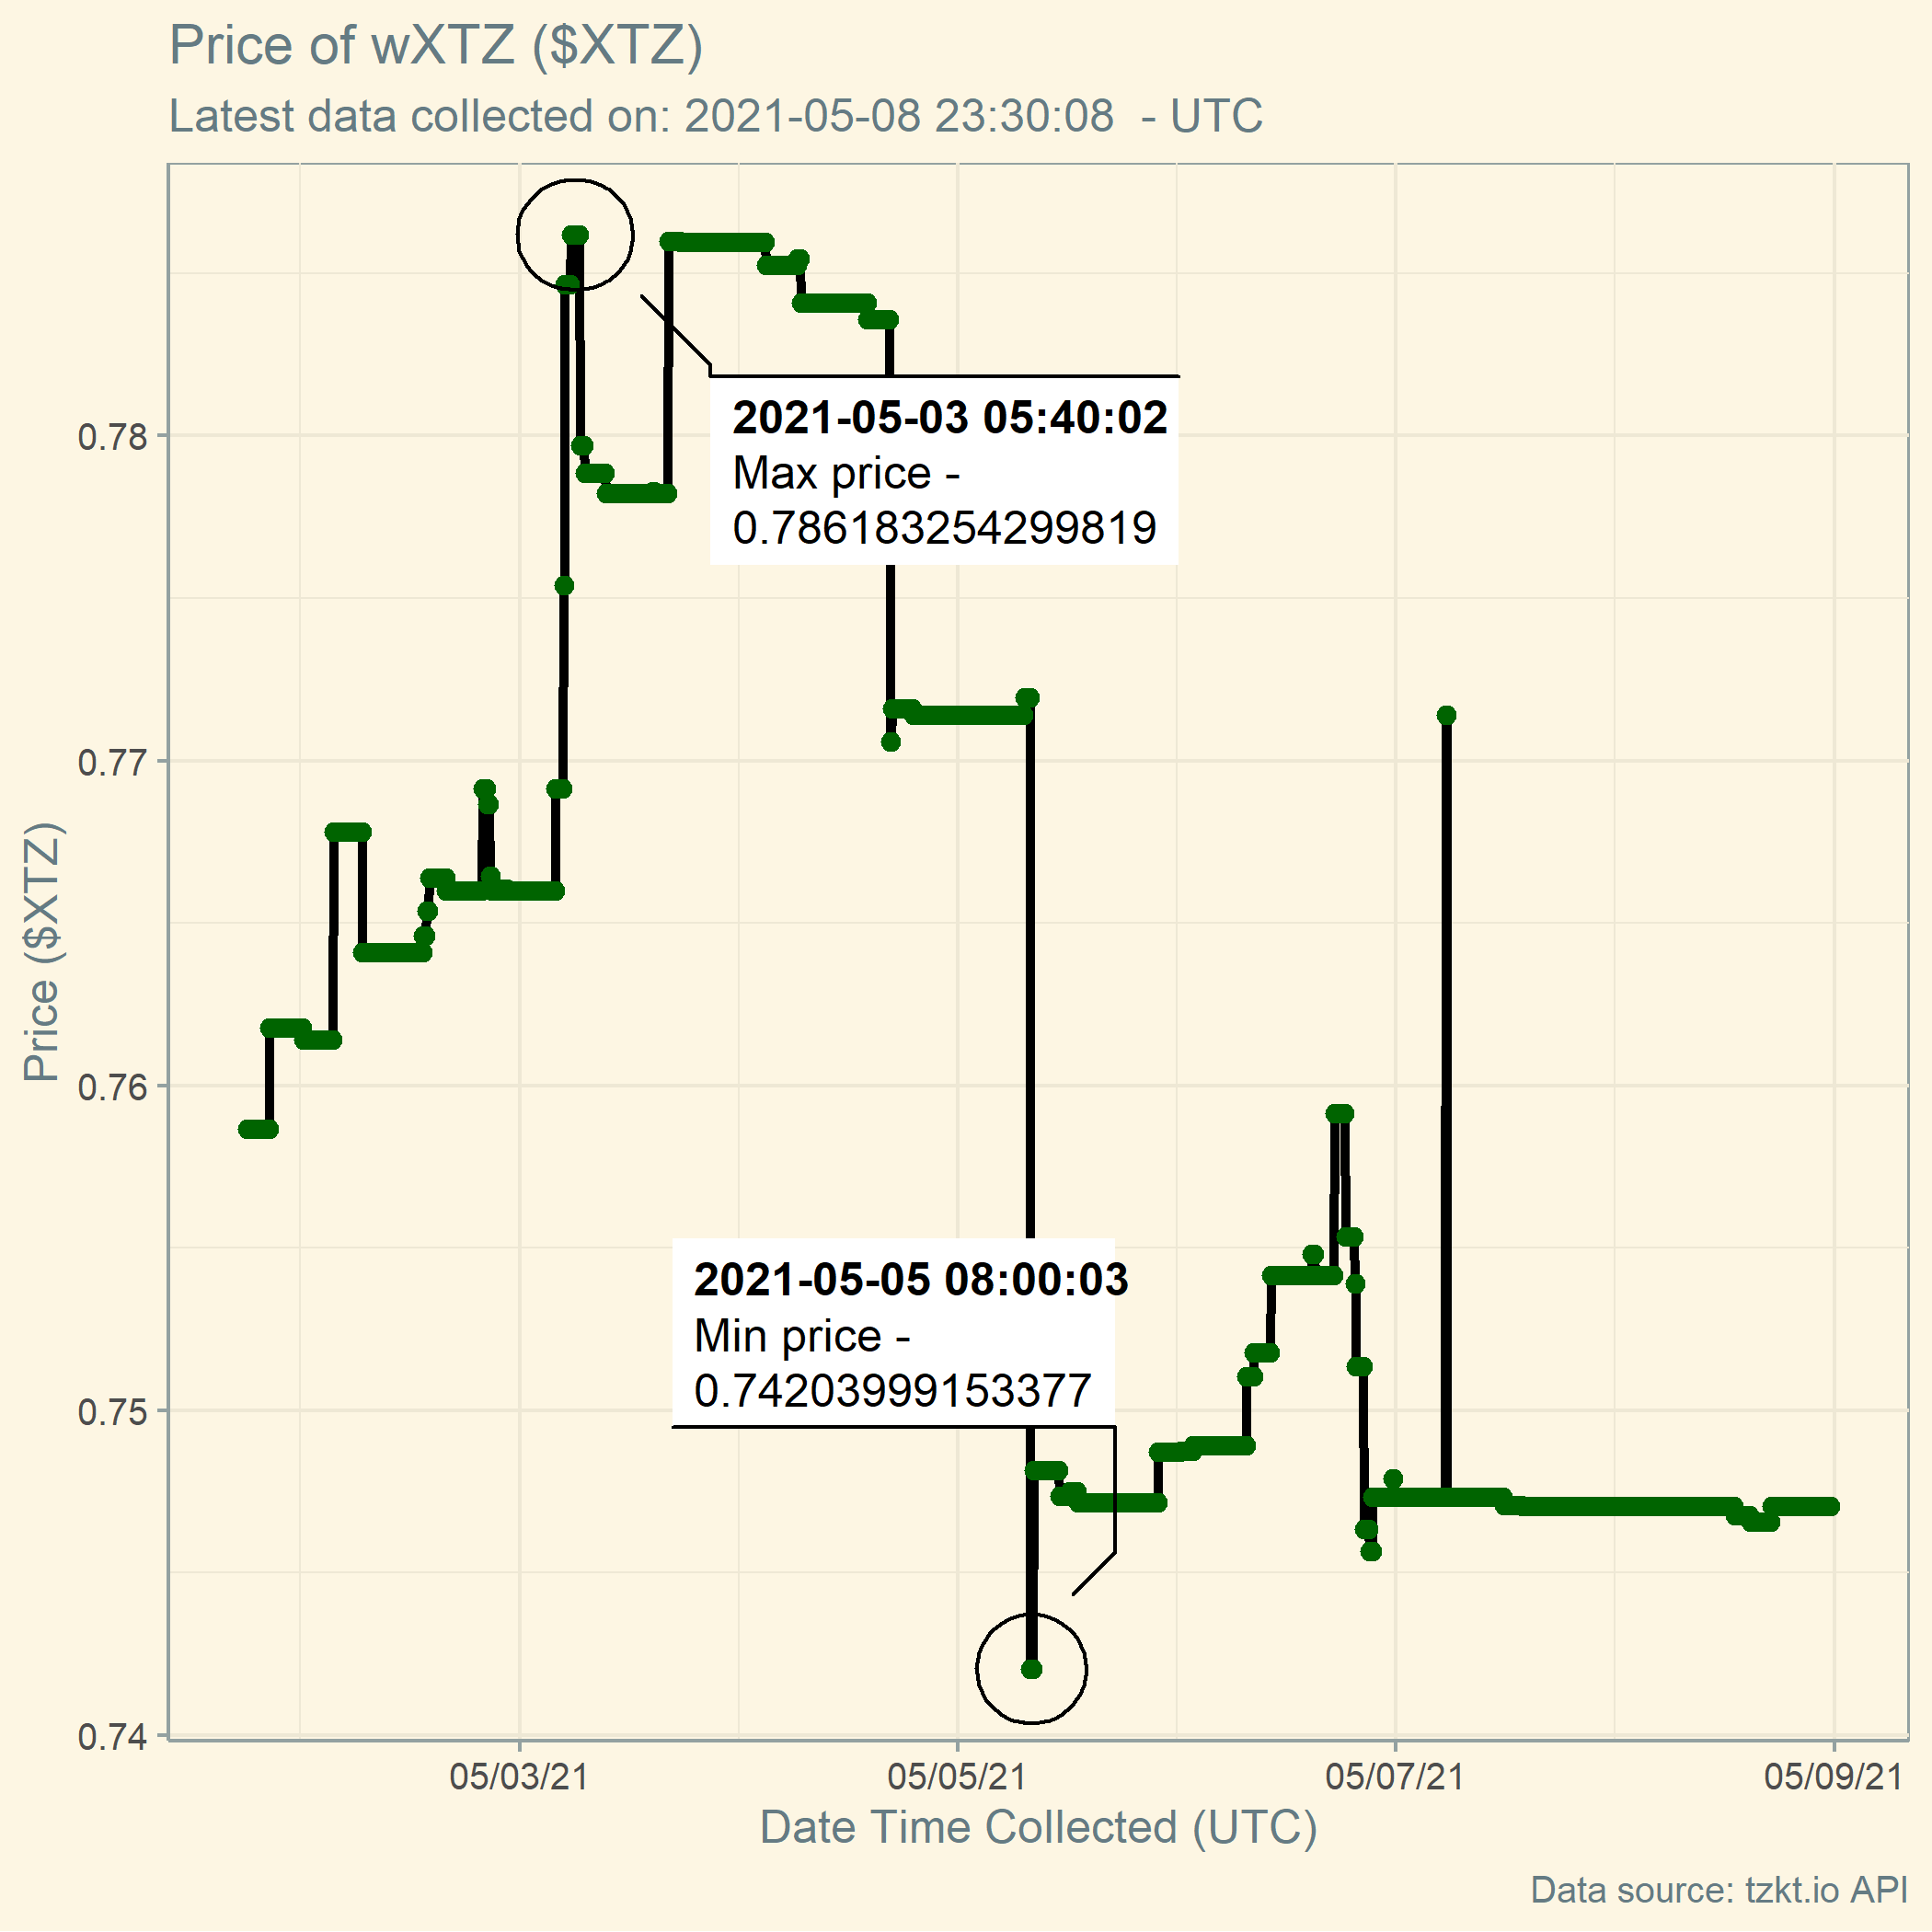 Price of wXTZ ($XTZ)
Latest data collected on: 2021-05-08 23:30:08  - UTC
2021-05-03 05:40:02
Max price -
0.786183254299819
0.78
0.77
Price ($XTZ)
0.76
2021-05-05 08:00:03
Min price -
0.74203999153377
0.75
0.74
05/03/21
05/05/21
05/07/21
05/09/21
Date Time Collected (UTC)
Data source: tzkt.io API